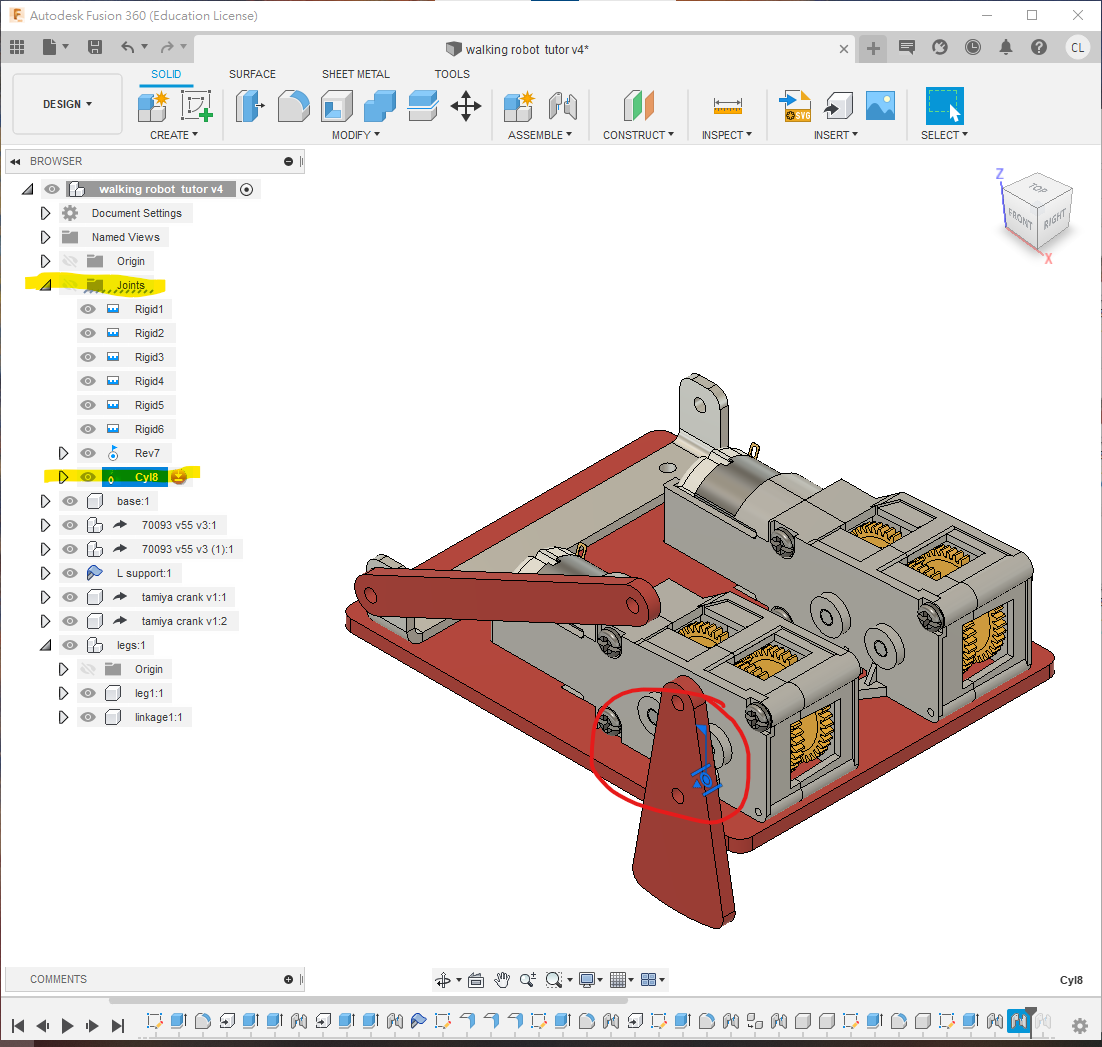 Autodesk Fusion 360 (Education License)
walking robot tutor v4*
CL
DESIGN
SOLID SURFACE SHEET METAL TOOLS
SVG
CREATE MODIFY ASSEMBLE CONSTRUCT INSPECT INSERT SELECT
BROWSER
walking robot tutor v4
Document Settings
Named Views
Origin
Joints
Rigid1
Rigid2
Rigid3
Rigid4
Rigid5
Rigid6
Rev7
Cyl8
base:1
70093 v55 v3:1
70093 v55 v3 (1):1
L support:1
tamiya crank v1:1
tamiya crank v1:2
legs:1
Origin
leg1:1
linkage1:1
Z
TOP
FRONT
RIGHT
X
COMMENTS
Cyl8